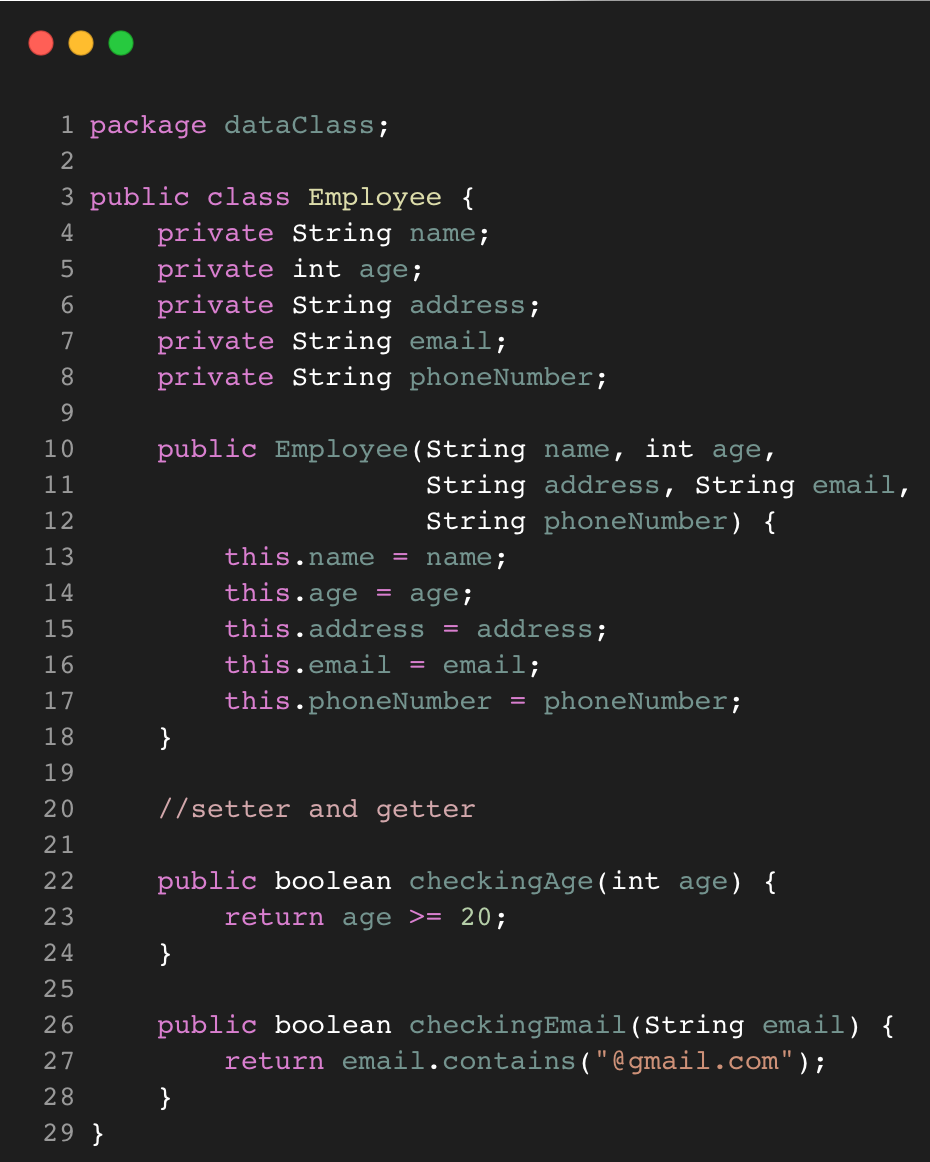 1 package dataClass;
2
3 public class Employee {
4     private String name;
5     private int age;
6     private String address;
7     private String email;
8     private String phoneNumber;
9
10     public Employee(String name, int age,
11                     String address, String email,
12                     String phoneNumber) {
13         this.name = name;
14         this.age = age;
15         this.address = address;
16         this.email = email;
17         this.phoneNumber = phoneNumber;
18     }
19
20     //setter and getter
21
22     public boolean checkingAge(int age) {
23         return age >= 20;
24     }
25
26     public boolean checkingEmail(String email) {
27         return email.contains("@gmail.com");
28     }
29 }